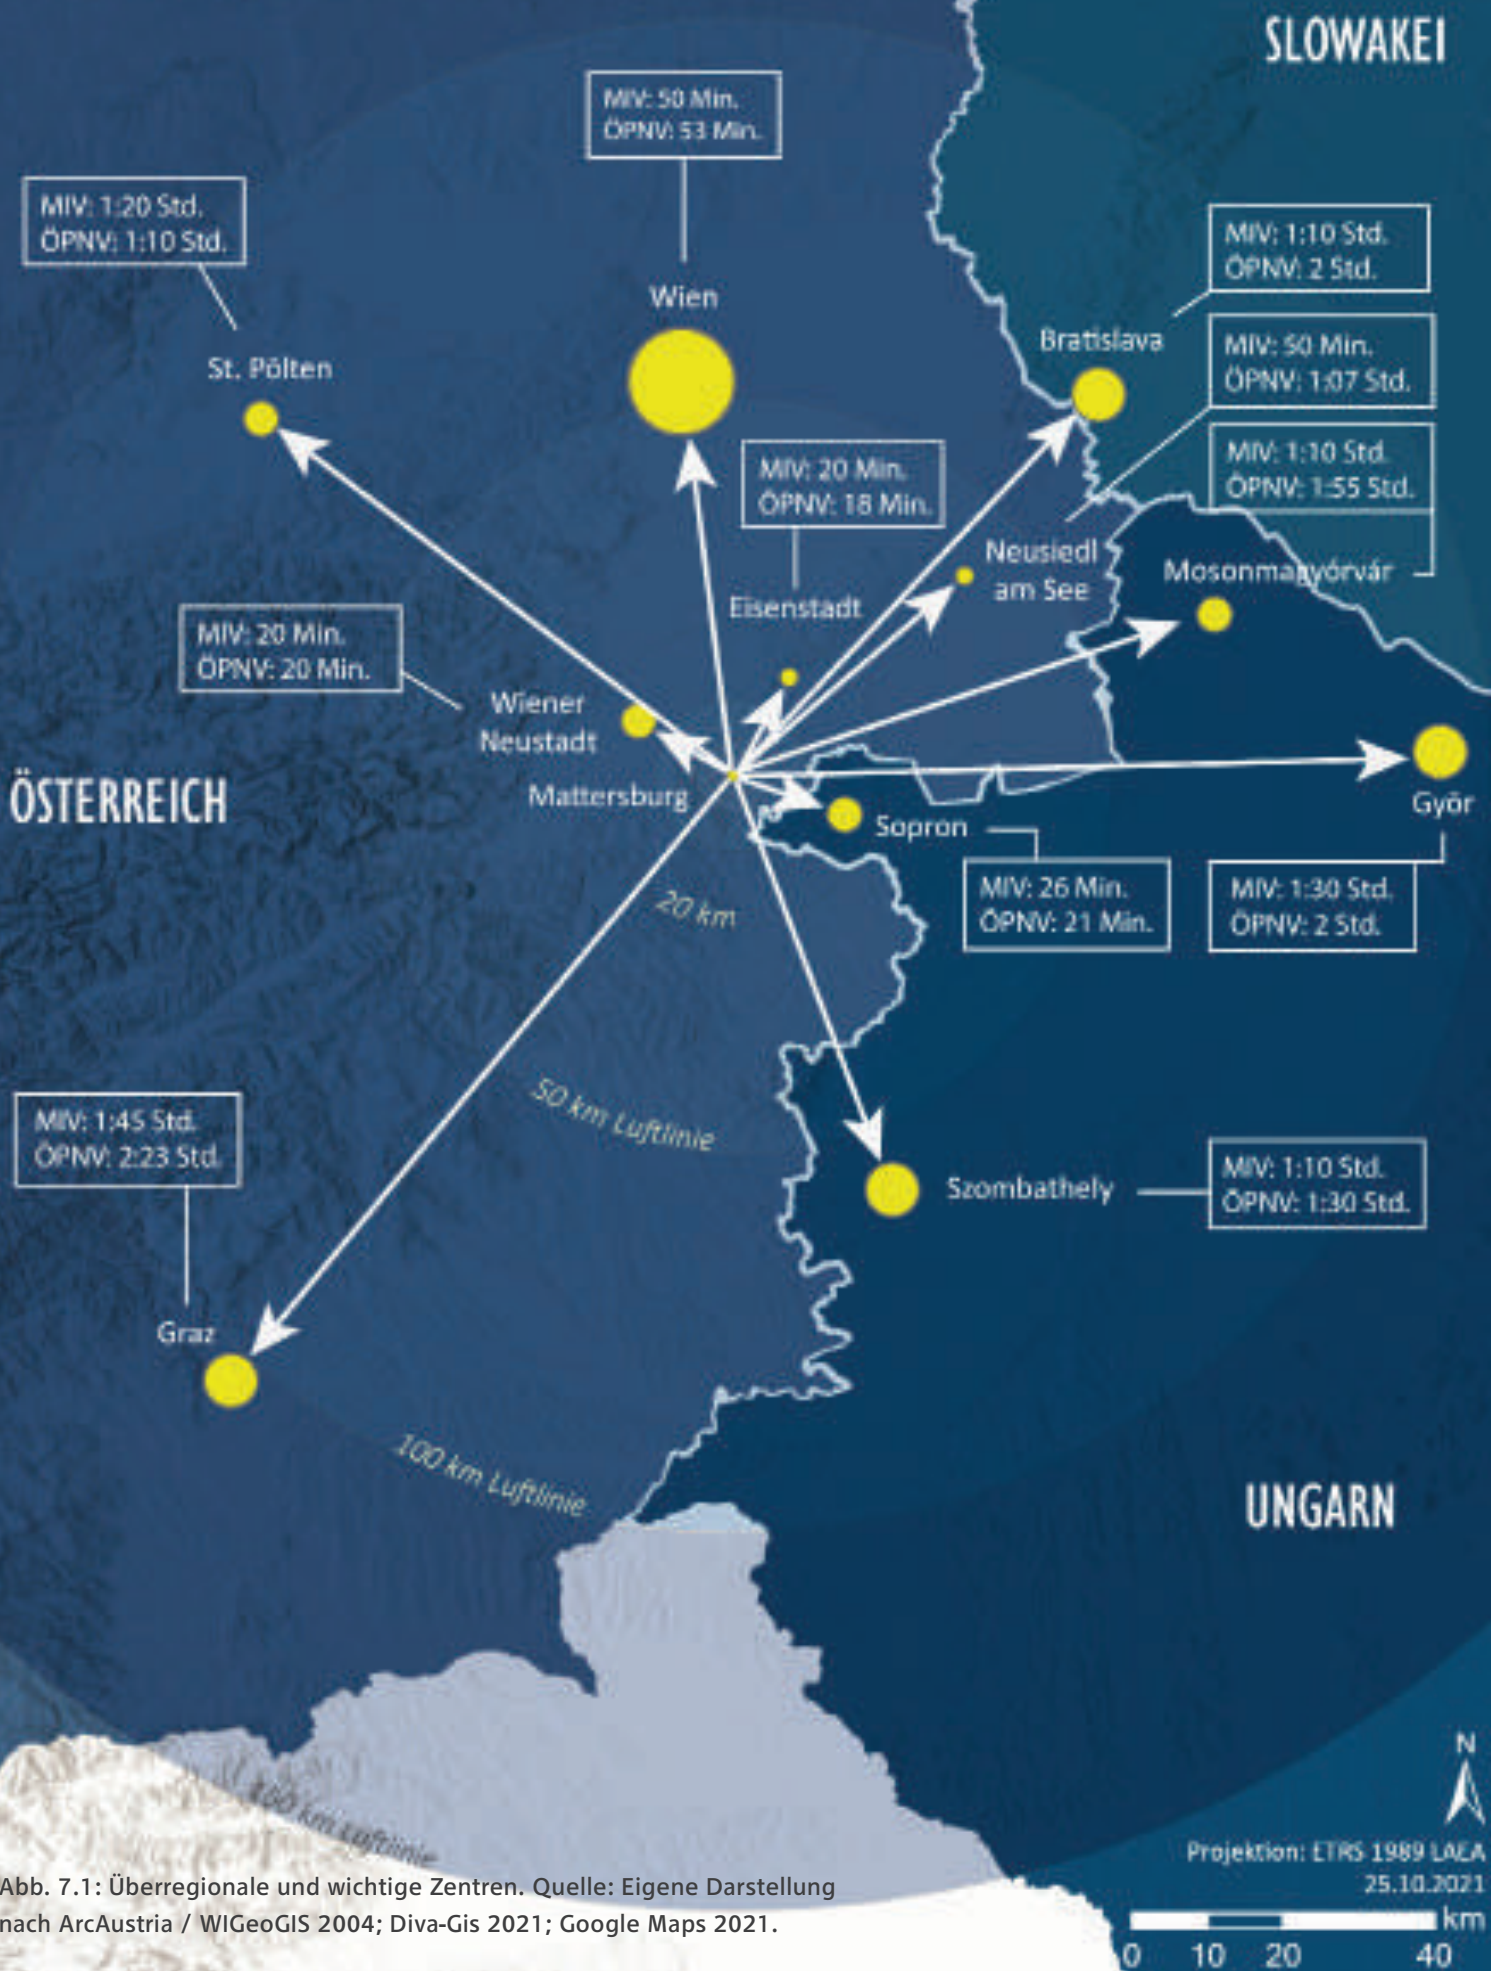 SLOWAKEI
MIV: 50 Min.
ÖPNV: 53 Min.
MIV: 1:20 Std.
ÖPNV: 1:10 Std.
MIV: 1:10 Std.
ÖPNV: 2 Std.
Wien
Bratislava
MIV: 50 Min.
ÖPNV: 1:07 Std.
St. Pölten
MIV: 20 Min.
ÖPNV: 18 Min.
MIV: 1:10 Std.
ÖPNV: 1:55 Std.
Neusiedl
am See
Mosonmagyórvár
Eisenstadt
MIV: 20 Min.
ÖPNV: 20 Min.
Wiener
Neustadt
ÖSTERREICH
Mattersburg
Győr
Sopron
MIV: 26 Min.
ÖPNV: 21 Min.
MIV: 1:30 Std.
ÖPNV: 2 Std.
20 km
50 km Luftlinie
MIV: 1:45 Std.
ÖPNV: 2:23 Std.
Szombathely
MIV: 1:10 Std.
ÖPNV: 1:30 Std.
Graz
100 km Luftlinie
UNGARN
km Luftlinie
N
Projektion: ETRS 1989 LAEA
25.10.2021
km
0 10 20 40
Abb. 7.1: Überregionale und wichtige Zentren. Quelle: Eigene Darstellung
nach ArcAustria / WIGeoGIS 2004; Diva-Gis 2021; Google Maps 2021.